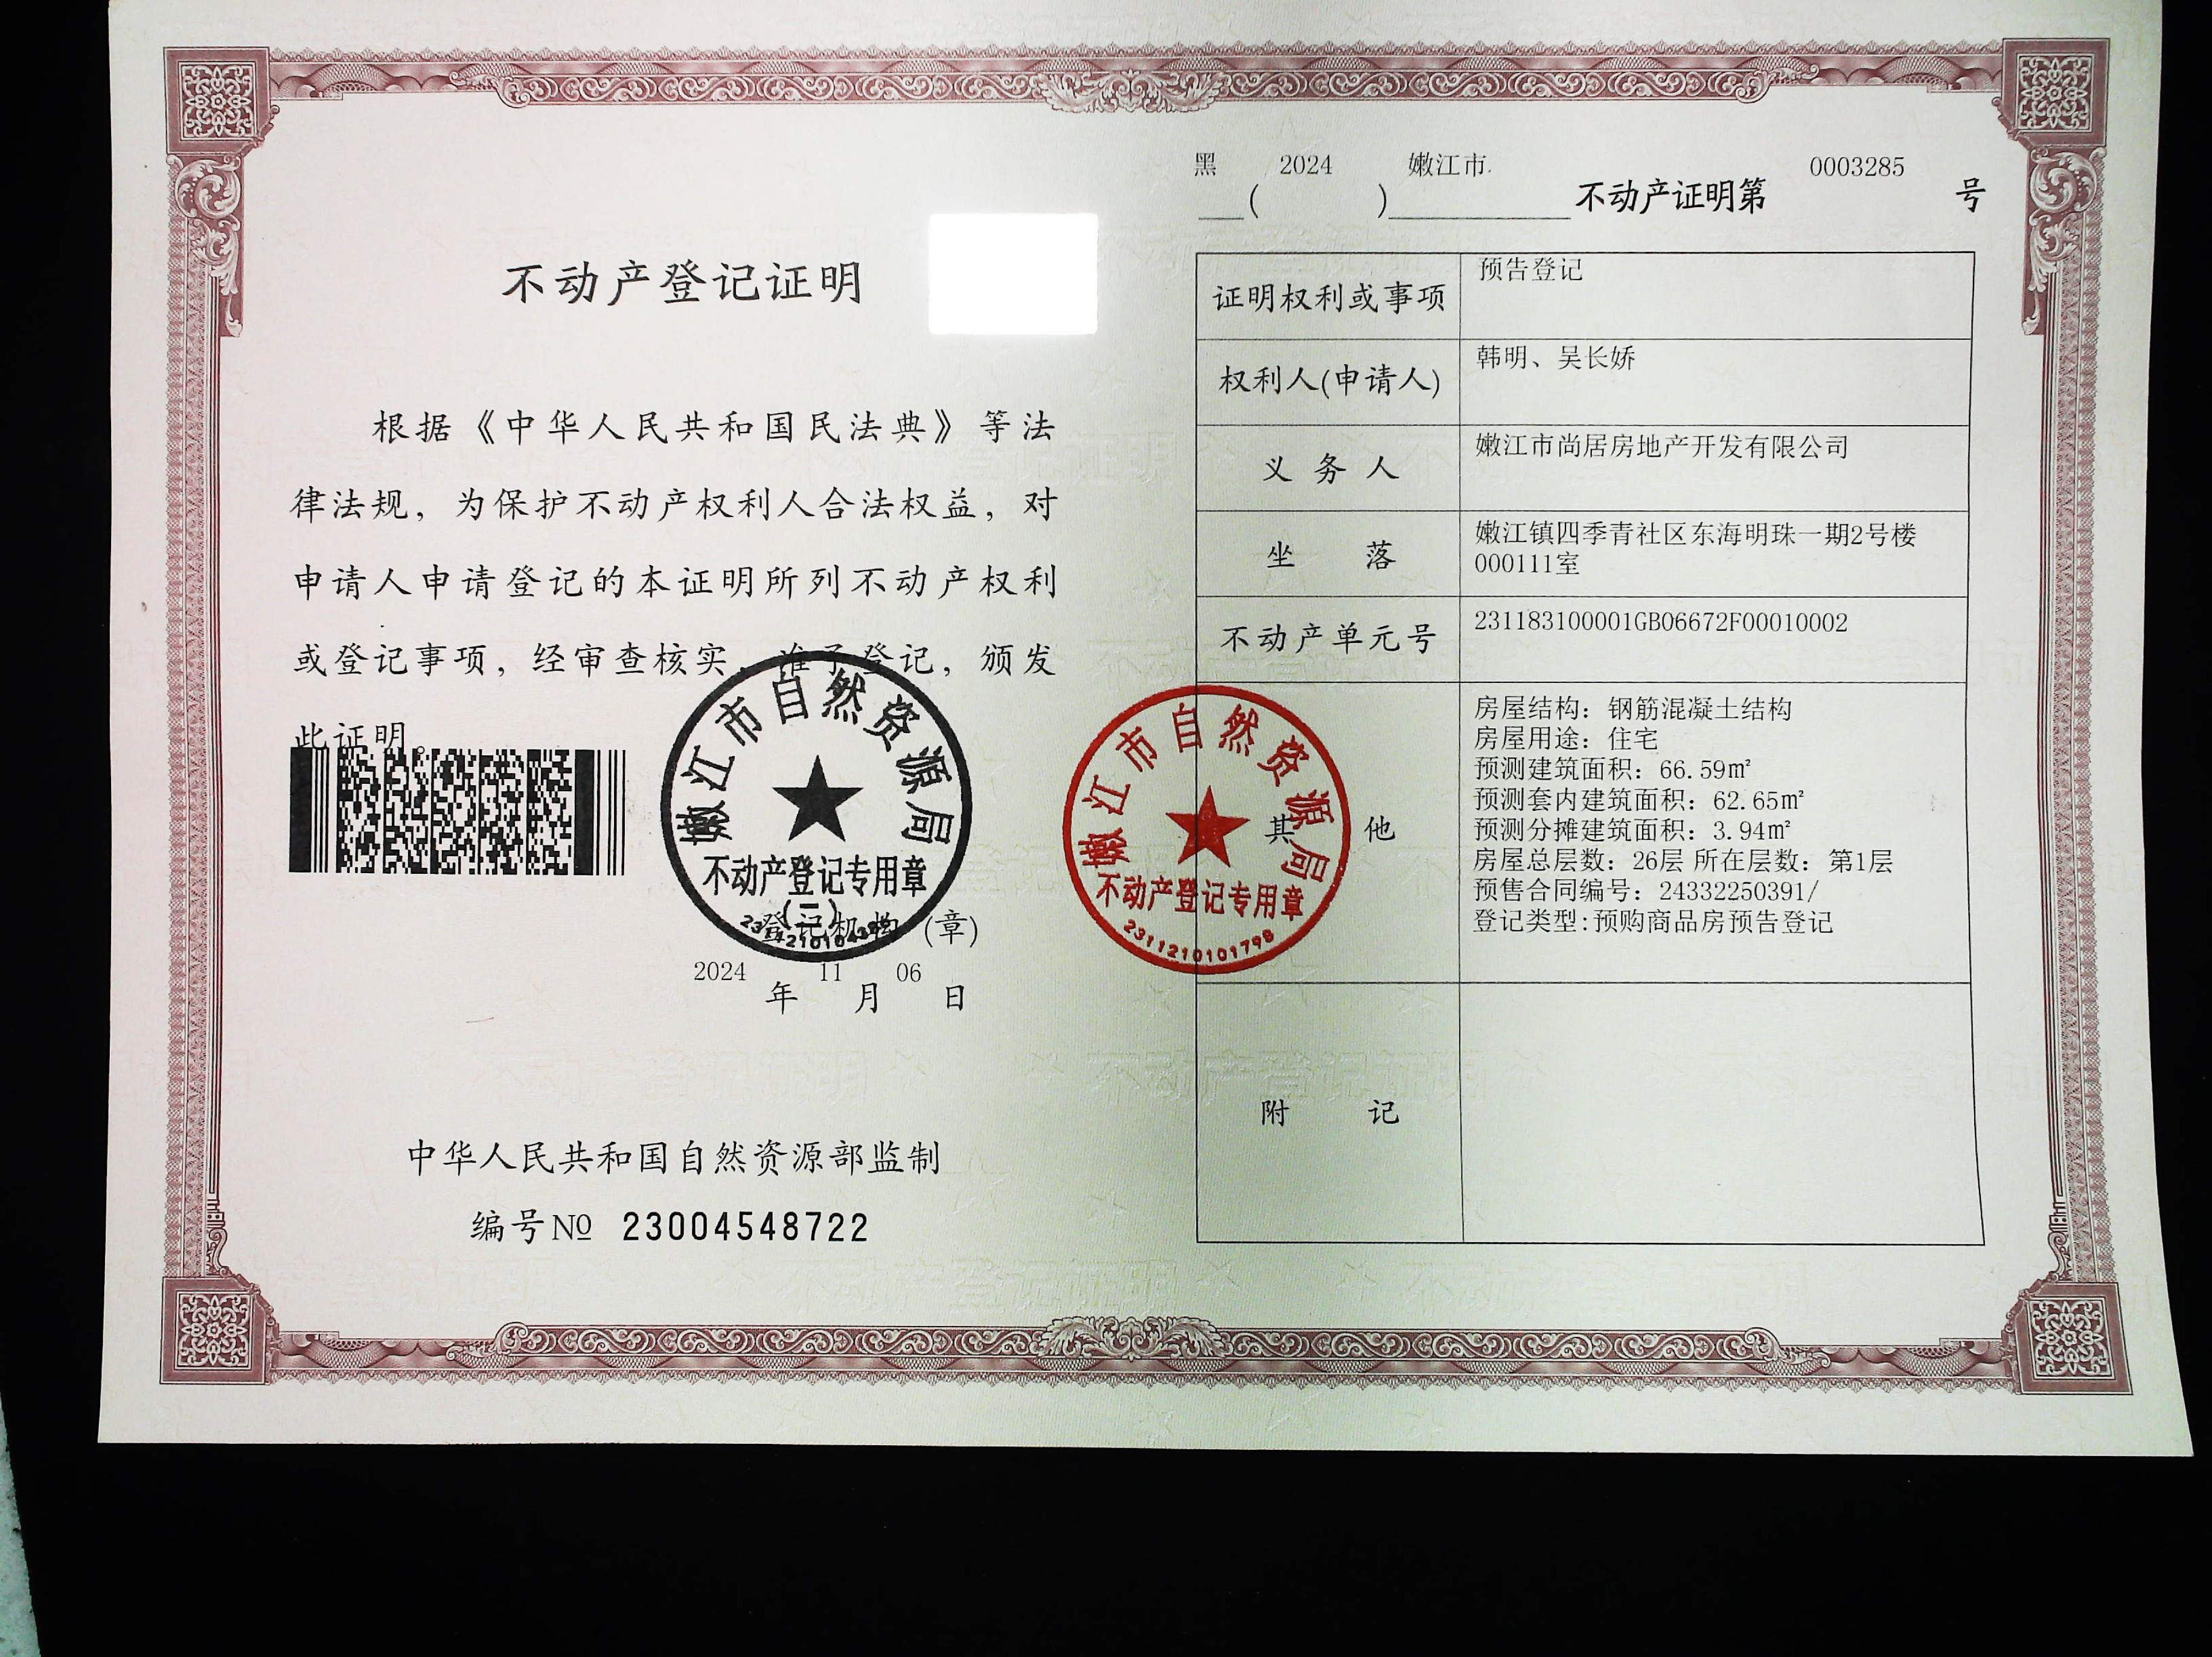 不动产登记证明
根据《中华人民共和国民法典》等法
律法规，为保护不动产权利人合法权益，对
申请人申请登记的本证明所列不动产权利
或登记事项，经审查核实，准予登记，颁发
此证明。
嫩江市自然资源局
不动产登记专用章
(二)
登记机构 (章)
2024 年 11 月 06 日
中华人民共和国自然资源部监制
编号 № 23004548722
黑 ( 2024 ) 嫩江市 不动产证明第 0003285 号
证明权利或事项 预告登记
权利人(申请人) 韩明、吴长娇
义务人 嫩江市尚居房地产开发有限公司
坐落 嫩江镇四季青社区东海明珠一期2号楼
000111室
不动产单元号 231183100001GB06672F00010002
其他
房屋结构：钢筋混凝土结构
房屋用途：住宅
预测建筑面积：66.59㎡
预测套内建筑面积：62.65㎡
预测分摊建筑面积：3.94㎡
房屋总层数：26层 所在层数：第1层
预售合同编号：24332250391/
登记类型:预购商品房预告登记
嫩江市自然资源局
不动产登记专用章
2311210101798
附记